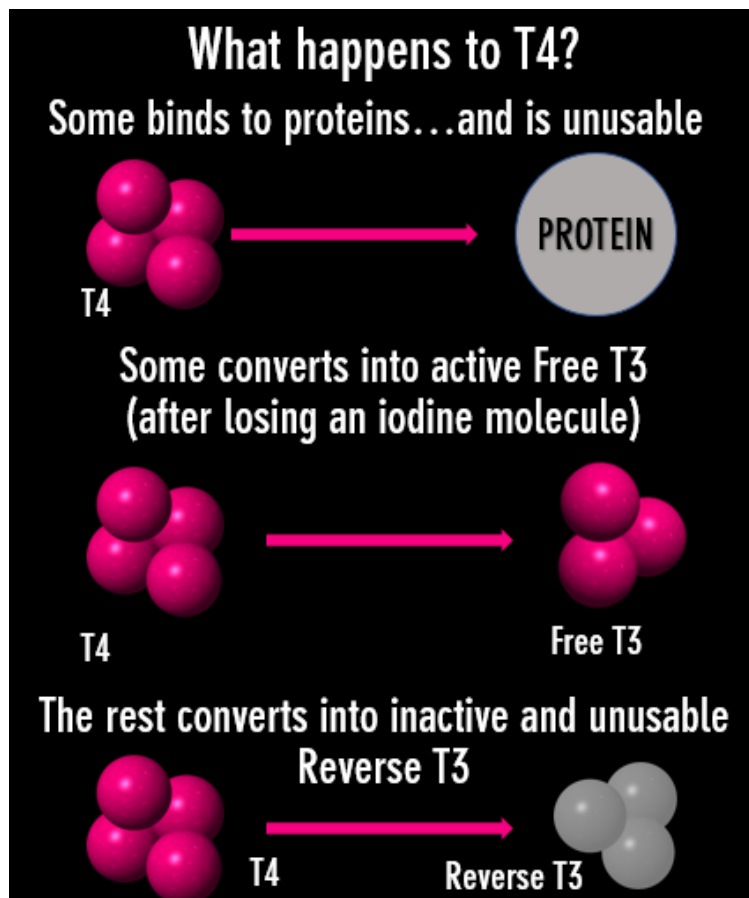 What happens to T4?
Some binds to proteins...and is unusable
PROTEIN
T4
Some converts into active Free T3
(after losing an iodine molecule)
T4
Free T3
The rest converts into inactive and unusable
Reverse T3
T4
Reverse T3